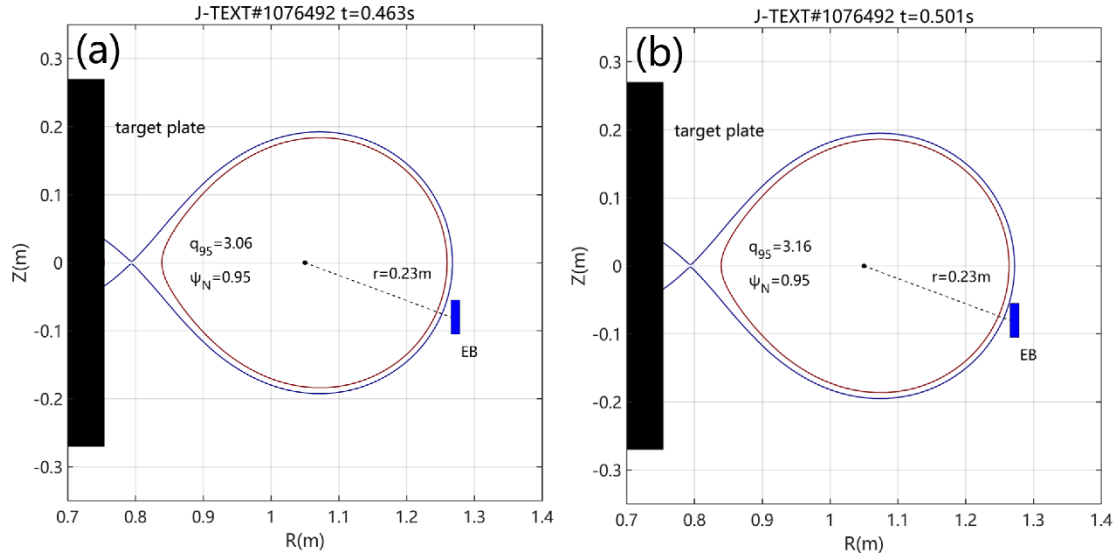 J-TEXT#1076492 t=0.463s
(a)
target plate
q95=3.06
ψN=0.95
r=0.23m
EB
Z(m)
0.3
0.2
0.1
0
-0.1
-0.2
-0.3
0.7 0.8 0.9 1 1.1 1.2 1.3 1.4
R(m)
J-TEXT#1076492 t=0.501s
(b)
target plate
q95=3.16
ψN=0.95
r=0.23m
EB
Z(m)
0.3
0.2
0.1
0
-0.1
-0.2
-0.3
0.7 0.8 0.9 1 1.1 1.2 1.3 1.4
R(m)